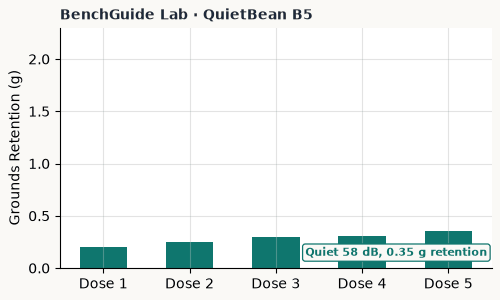 BenchGuide Lab · QuietBean B5
Grounds Retention (g)
2.0
1.5
1.0
0.5
0.0
Quiet 58 dB, 0.35 g retention
Dose 1 Dose 2 Dose 3 Dose 4 Dose 5